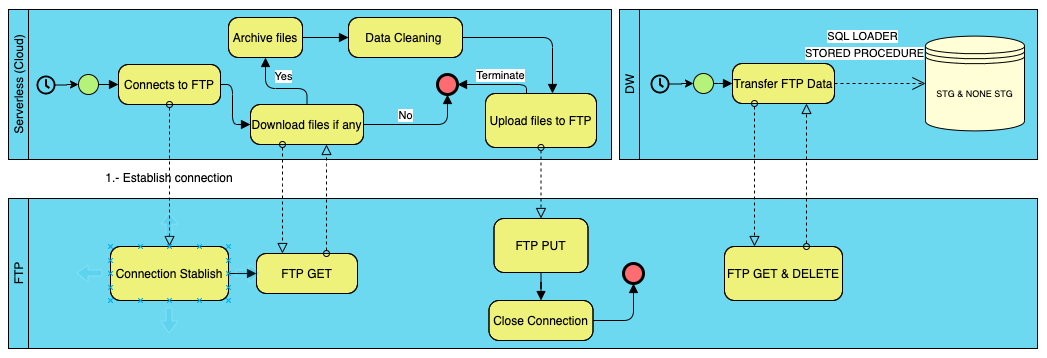 Serverless (Cloud)
Archive files
Data Cleaning
Yes
Connects to FTP
Terminate
Download files if any
No
Upload files to FTP
DW
SQL LOADER
STORED PROCEDURE
Transfer FTP Data
STG & NONE STG
1.- Establish connection
FTP
Connection Stablish
FTP GET
FTP PUT
Close Connection
FTP GET & DELETE